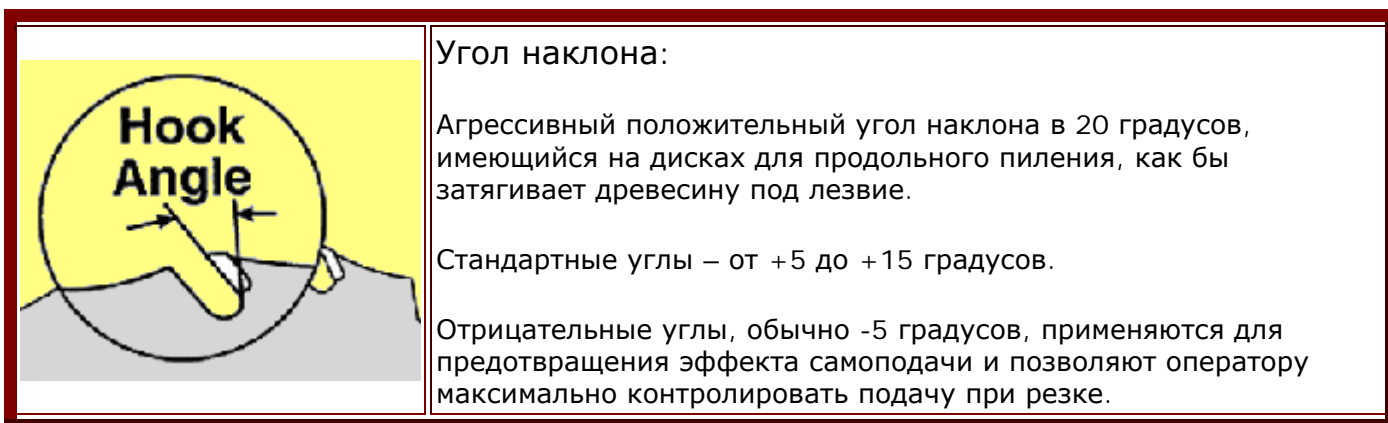 Hook
Angle
Угол наклона:
Агрессивный положительный угол наклона в 20 градусов,
имеющийся на дисках для продольного пиления, как бы
затягивает древесину под лезвие.
Стандартные углы – от +5 до +15 градусов.
Отрицательные углы, обычно -5 градусов, применяются для
предотвращения эффекта самоподачи и позволяют оператору
максимально контролировать подачу при резке.